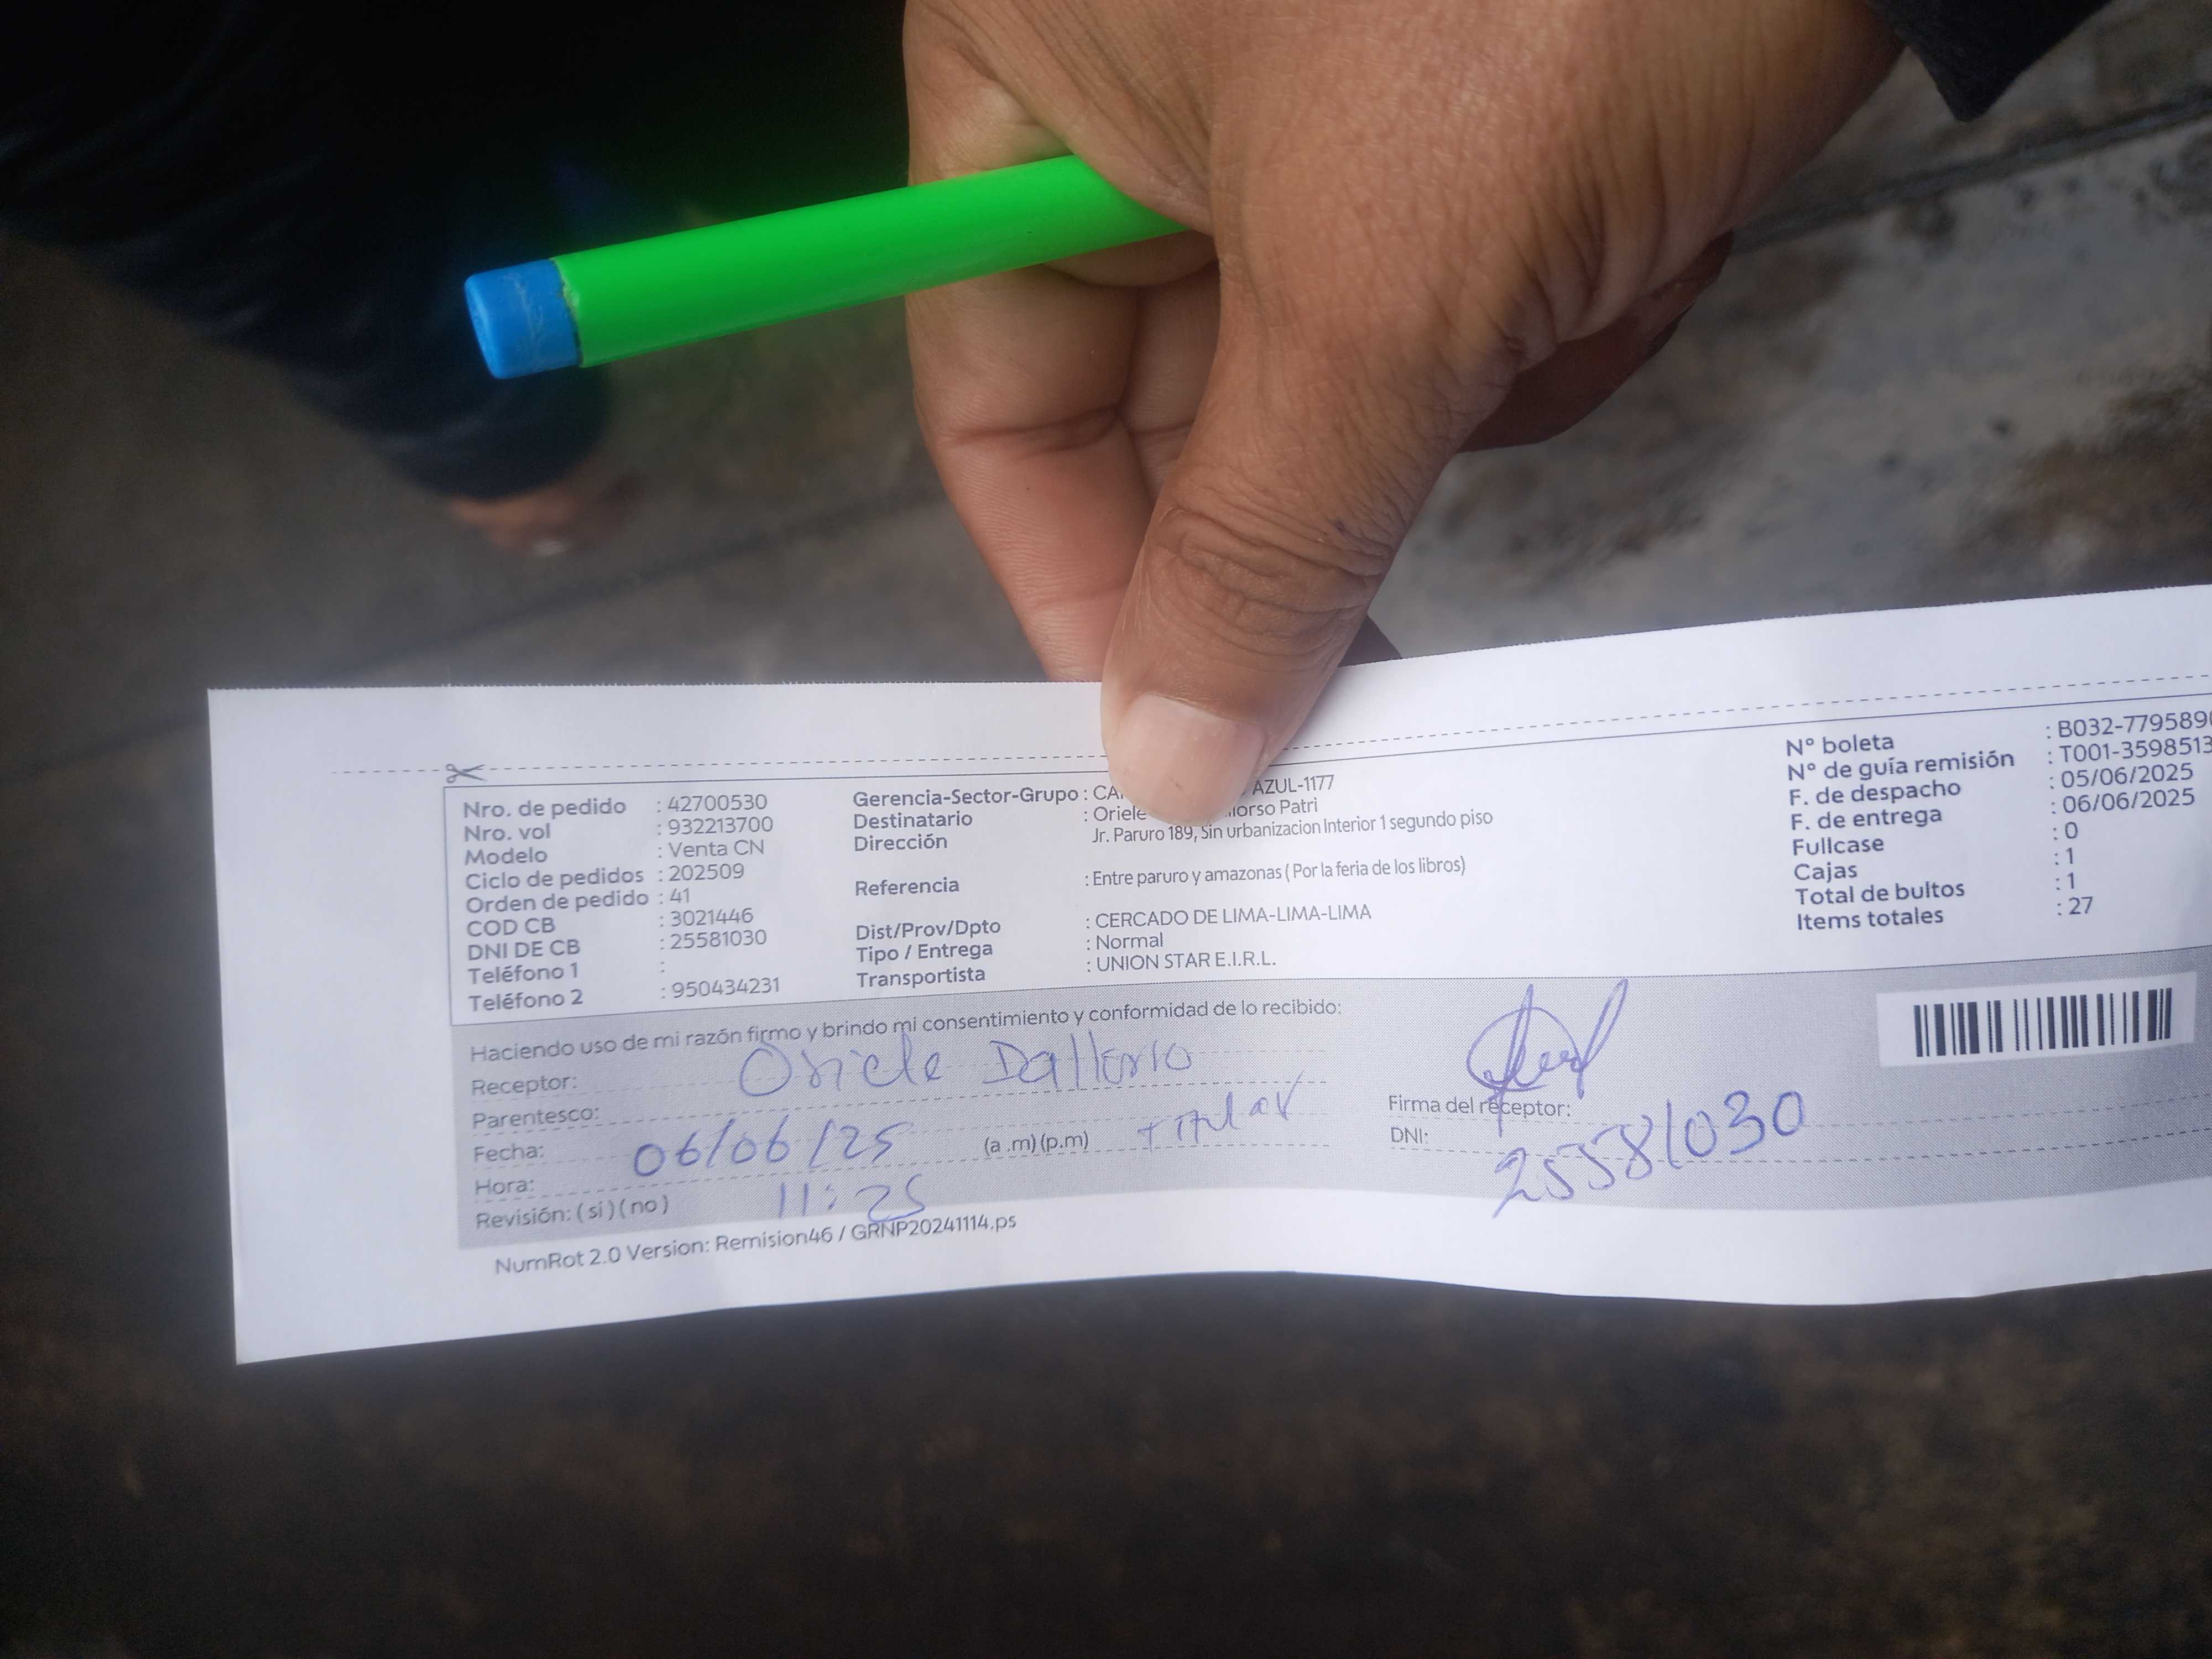 Nro. de pedido : 42700530
Nro. vol : 932213700
Modelo : Venta CN
Ciclo de pedidos : 202509
Orden de pedido : 41
COD CB : 3021446
DNI DE CB : 25581030
Teléfono 1 :
Teléfono 2 : 950434231
Gerencia-Sector-Grupo : AZUL-1177
Destinatario : Oriele Patri
Dirección Jr. Paruro 189, Sin urbanizacion Interior 1 segundo piso
Referencia : Entre paruro y amazonas ( Por la feria de los libros)
Dist/Prov/Dpto : CERCADO DE LIMA-LIMA-LIMA
Tipo / Entrega : Normal
Transportista : UNION STAR E.I.R.L.
N° boleta : B032-779589
N° de guía remisión : T001-3598513
F. de despacho : 05/06/2025
F. de entrega : 06/06/2025
Fullcase : 0
Cajas : 1
Total de bultos : 1
Items totales : 27
Haciendo uso de mi razón firmo y brindo mi consentimiento y conformidad de lo recibido:
Receptor: Oriele Dallorso
Parentesco: Titular
Fecha: 06/06/25 (a .m) (p.m)
Hora: 11:25
Revisión: ( si ) ( no )
Firma del receptor:
DNI: 25581030
NumRot 2.0 Version: Remision46 / GRNP20241114.ps